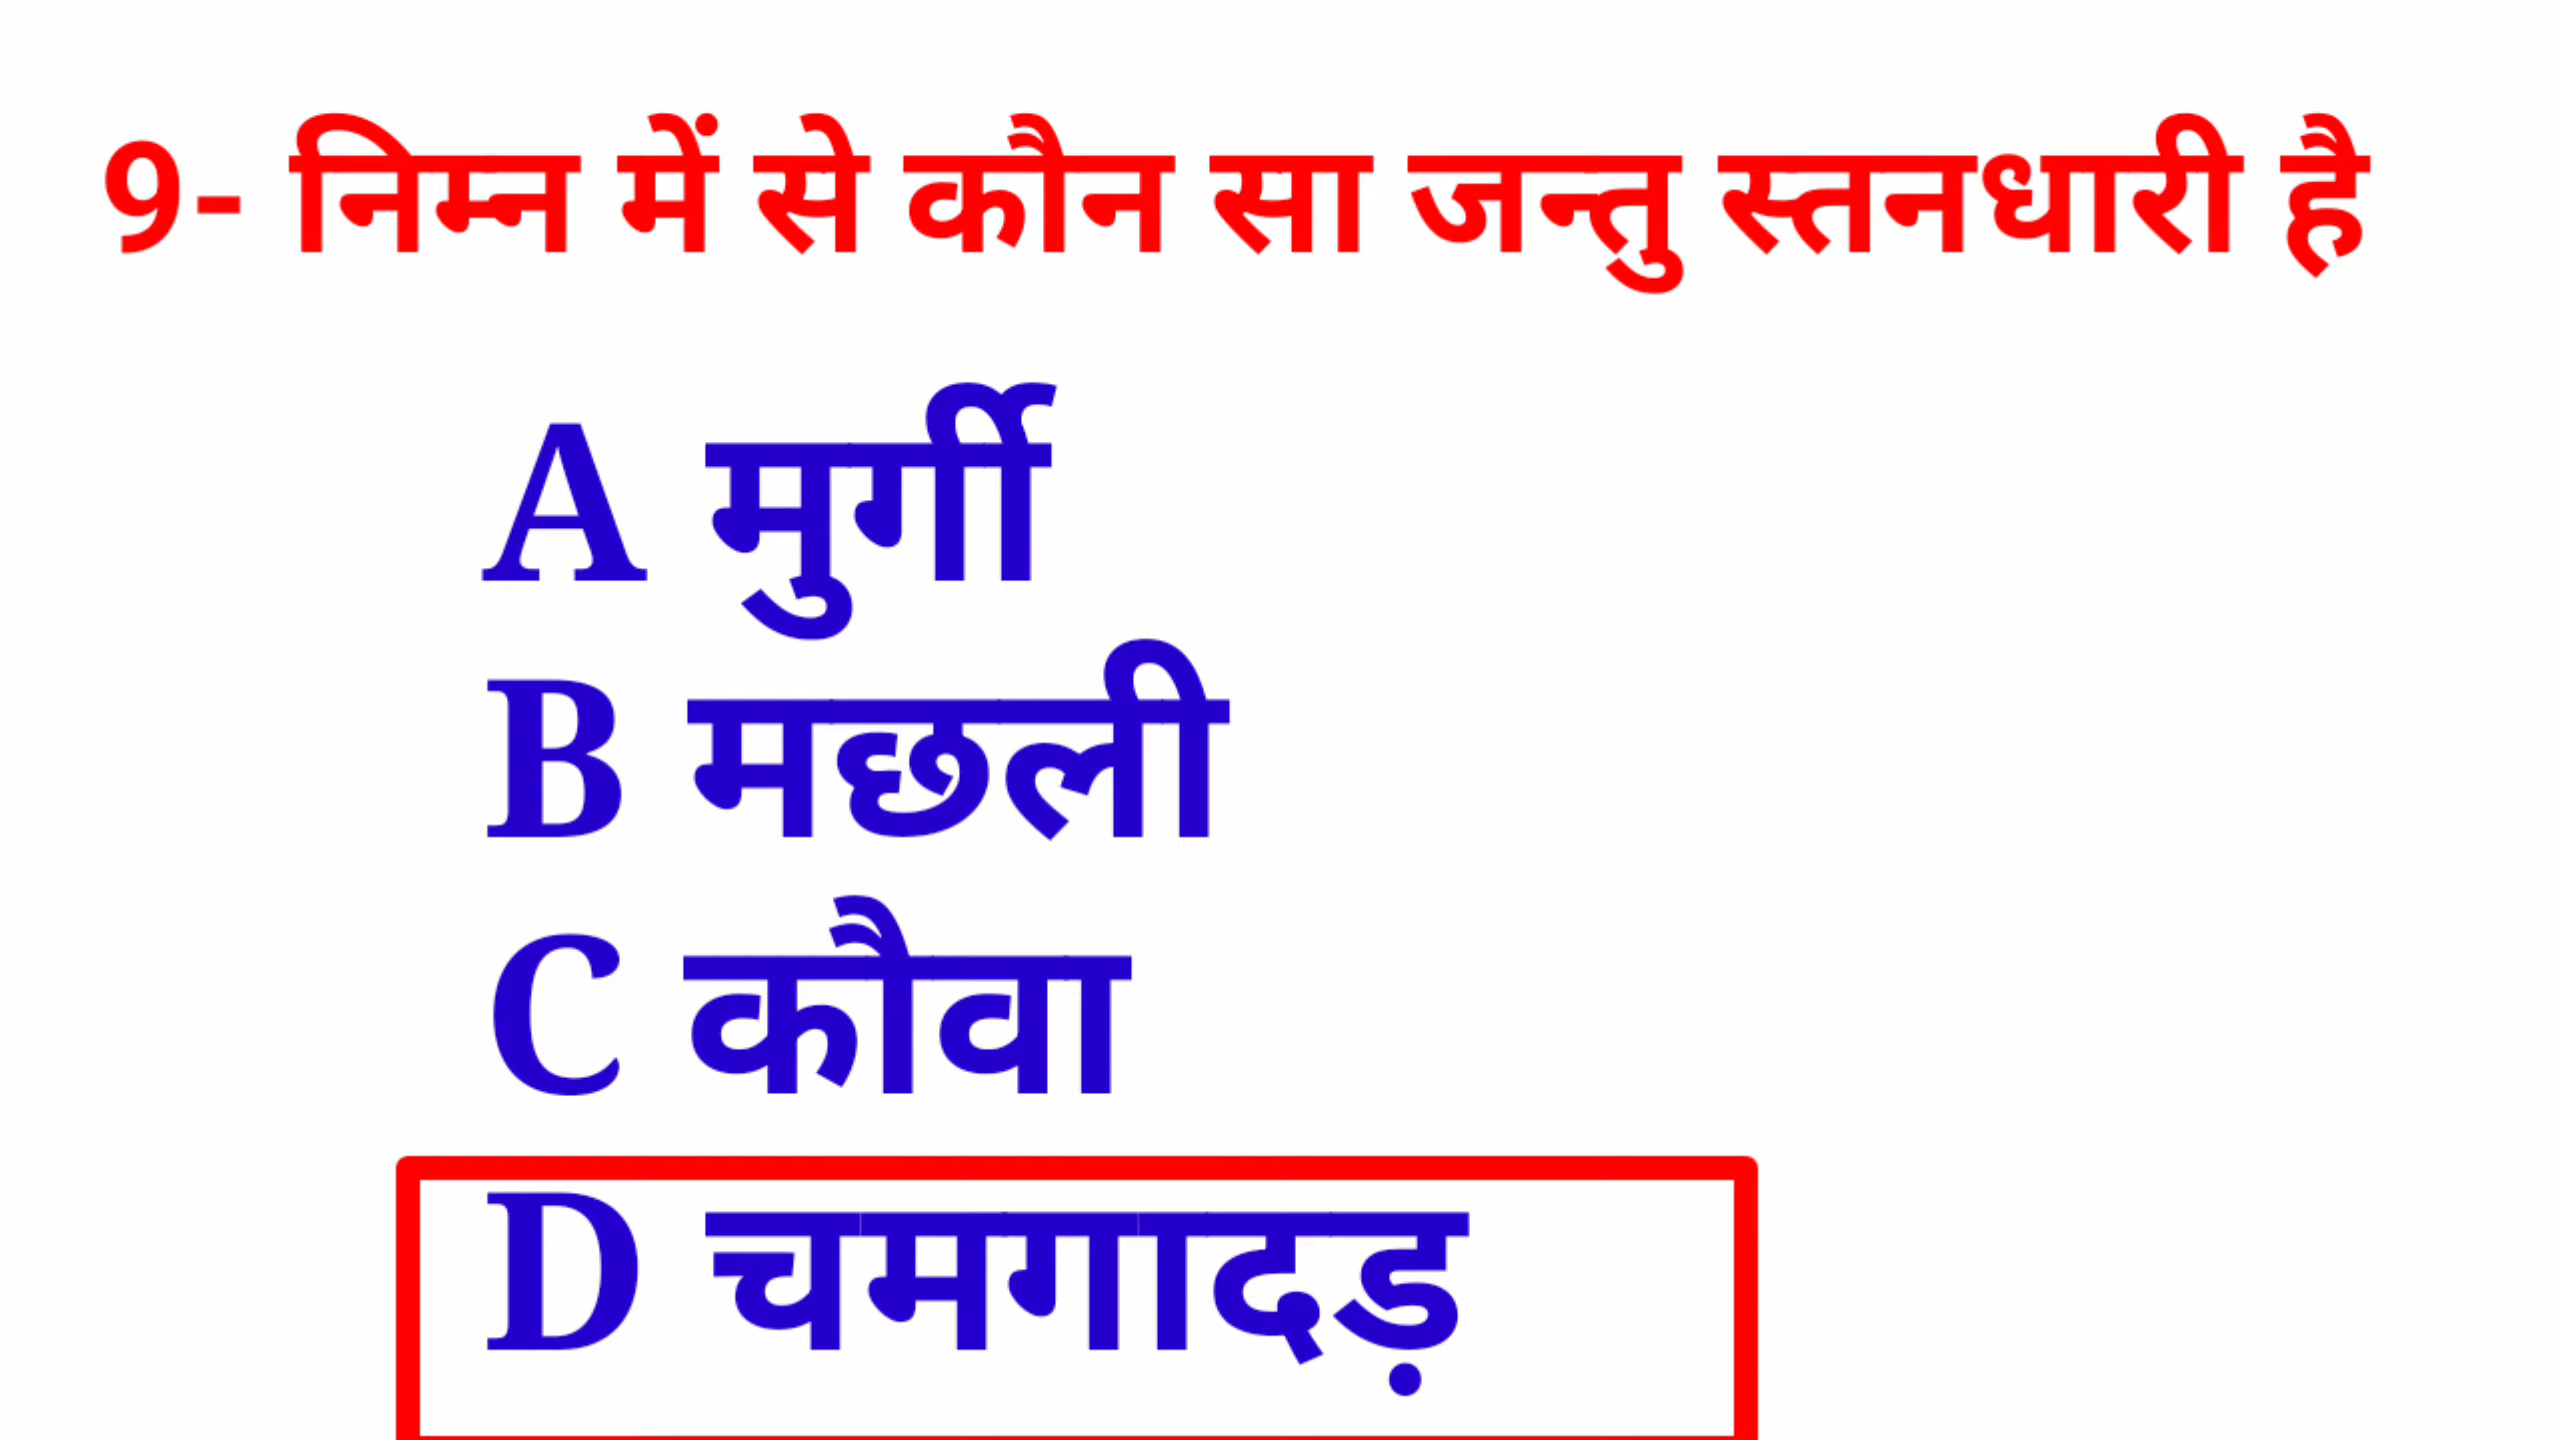 9- निम्न में से कौन सा जन्तु स्तनधारी है
A मुर्गी
B मछली
C कौवा
D चमगादड़